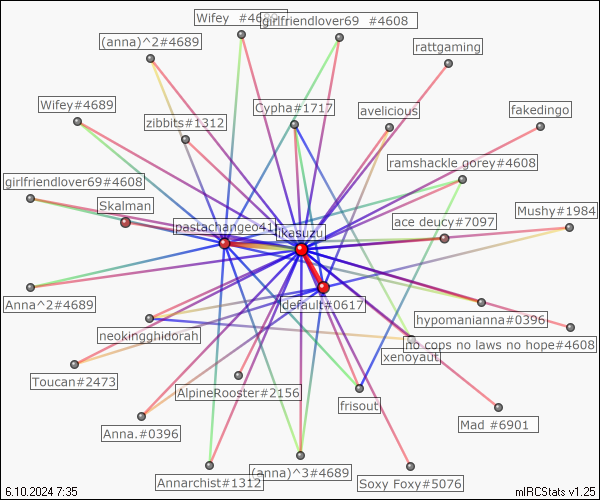 Wifey #4689
girlfriendlover69 #4608
(anna)^2#4689
rattgaming
Wifey#4689
Cypha#1717
avelicious
fakedingo
zibbits#1312
ramshackle gorey#4608
girlfriendlover69#4608
Skalman
Mushy#1984
pastachangeo41
ikasuzu
ace deucy#7097
Anna^2#4689
default#0617
hypomanianna#0396
neokingghidorah
no cops no laws no hope#4608
xenoyaut
Toucan#2473
AlpineRooster#2156
frisout
Anna.#0396
Mad #6901
Annarchist#1312
(anna)^3#4689
Soxy Foxy#5076
6.10.2024 7:35
mIRCStats v1.25